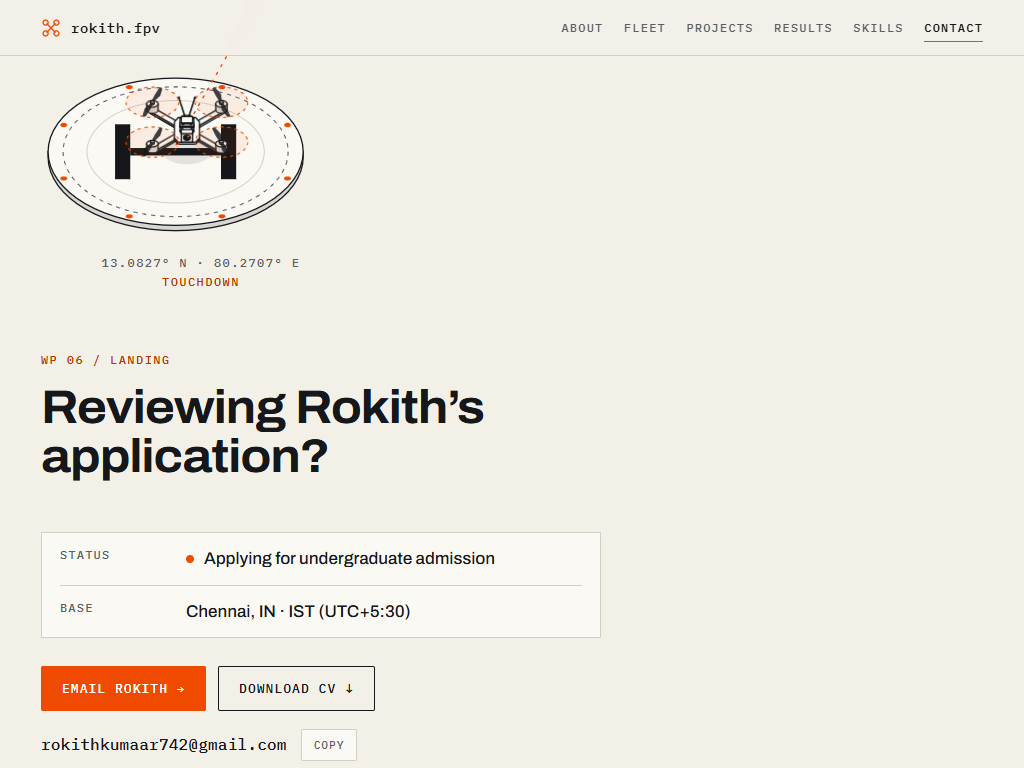 rokith.fpv
ABOUT FLEET PROJECTS RESULTS SKILLS CONTACT
H
13.0827° N · 80.2707° E
TOUCHDOWN
WP 06 / LANDING
Reviewing Rokith’s
application?
STATUS Applying for undergraduate admission
BASE Chennai, IN · IST (UTC+5:30)
EMAIL ROKITH → DOWNLOAD CV ↓
rokithkumaar742@gmail.com COPY